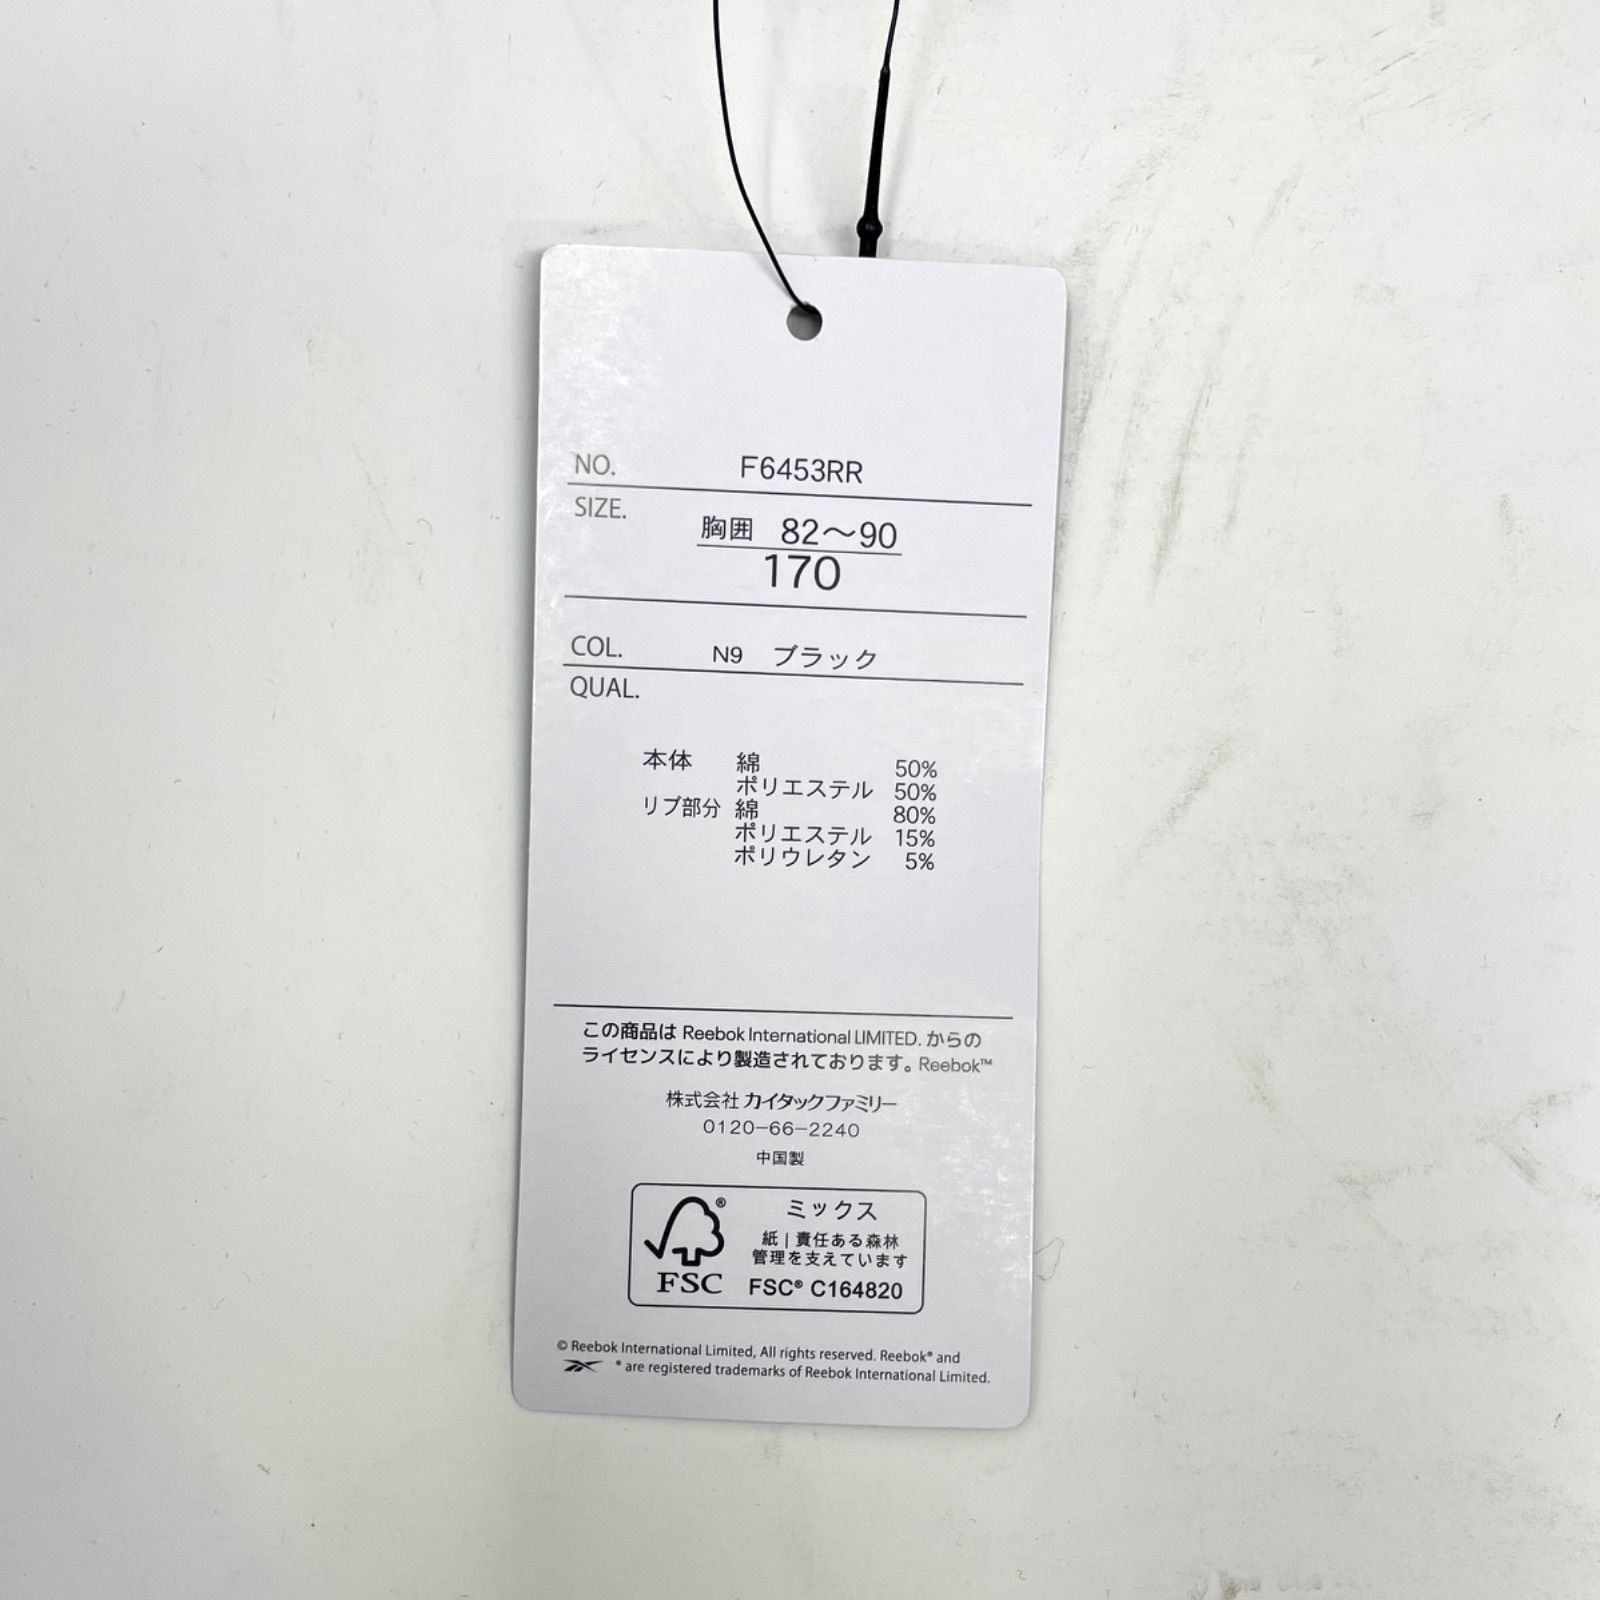 NO. F6453RR
SIZE.
胸囲 82〜90
170
COL. N9 ブラック
QUAL.
本体 綿 50%
ポリエステル 50%
リブ部分 綿 80%
ポリエステル 15%
ポリウレタン 5%
この商品は Reebok International LIMITED. からの
ライセンスにより製造されております。Reebok™
株式会社 カイタックファミリー
0120-66-2240
中国製
®
ミックス
紙 | 責任ある森林
管理を支えています
FSC
FSC® C164820
© Reebok International Limited, All rights reserved. Reebok® and
® are registered trademarks of Reebok International Limited.